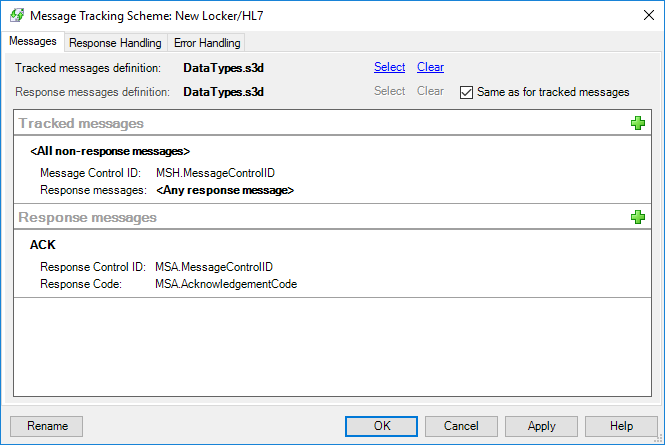 Message Tracking Scheme: New Locker/HL7
Messages Response Handling Error Handling
Tracked messages definition: DataTypes.s3d Select Clear
Response messages definition: DataTypes.s3d Select Clear Same as for tracked messages
Tracked messages
<All non-response messages>
Message Control ID: MSH.MessageControlID
Response messages: <Any response message>
Response messages
ACK
Response Control ID: MSA.MessageControlID
Response Code: MSA.AcknowledgementCode
Rename OK Cancel Apply Help